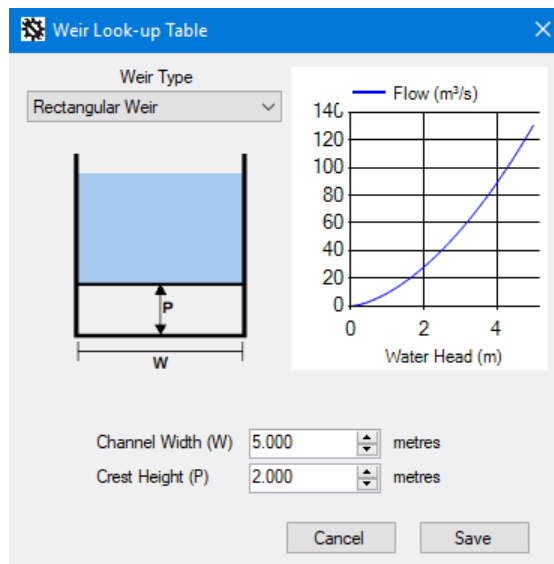 Weir Look-up Table
Weir Type
Rectangular Weir
P
W
Flow (m³/s)
140
120
100
80
60
40
20
0
0 2 4
Water Head (m)
Channel Width (W) 5.000 metres
Crest Height (P) 2.000 metres
Cancel Save